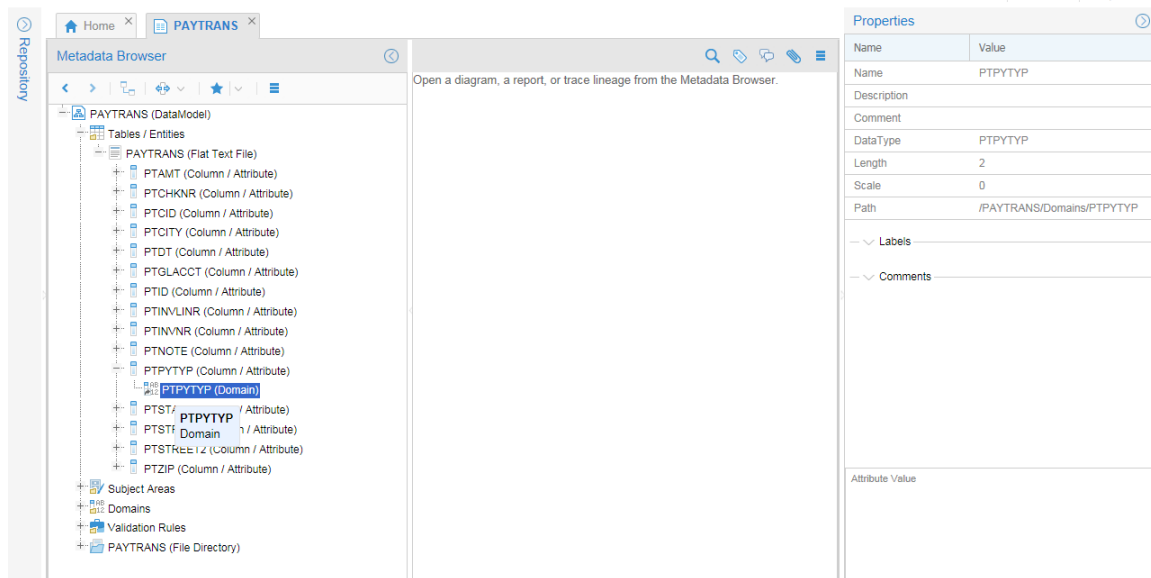 Home
PAYTRANS
Repository
Metadata Browser
PAYTRANS (DataModel)
Tables / Entities
PAYTRANS (Flat Text File)
PTAMT (Column / Attribute)
PTCHKNR (Column / Attribute)
PTCID (Column / Attribute)
PTCITY (Column / Attribute)
PTDT (Column / Attribute)
PTGLACCT (Column / Attribute)
PTID (Column / Attribute)
PTINVLINR (Column / Attribute)
PTINVNR (Column / Attribute)
PTNOTE (Column / Attribute)
PTPYTYP (Column / Attribute)
PTPYTYP (Domain)
/ Attribute)
PTPYTYP
Domain
/ Attribute)
PTSTREET2 (Column / Attribute)
PTZIP (Column / Attribute)
Subject Areas
Domains
Validation Rules
PAYTRANS (File Directory)
Open a diagram, a report, or trace lineage from the Metadata Browser.
Properties
Name Value
Name PTPYTYP
Description
Comment
DataType PTPYTYP
Length 2
Scale 0
Path /PAYTRANS/Domains/PTPYTYP
Labels
Comments
Attribute Value